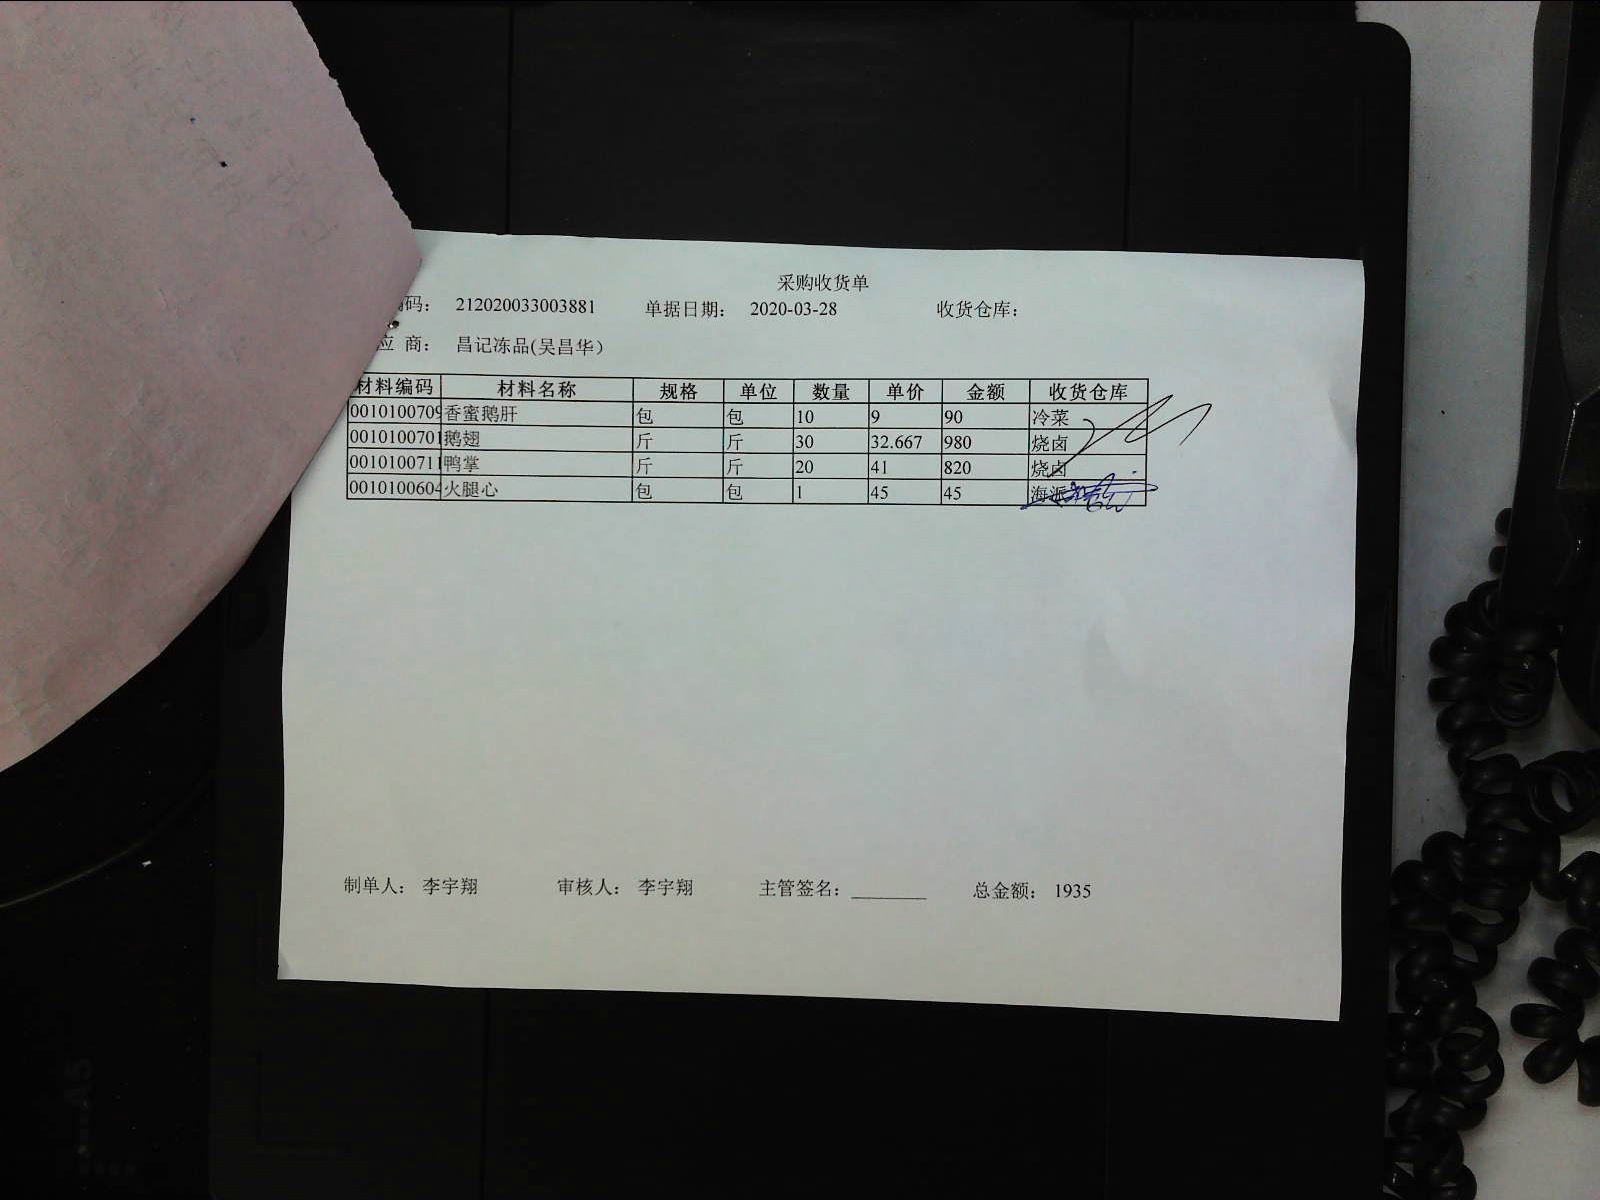 采购收货单
码： 212020033003881 单据日期： 2020-03-28 收货仓库：
应 商： 昌记冻品(吴昌华）
材料编码 材料名称 规格 单位 数量 单价 金额 收货仓库
0010100709 香蜜鹅肝 包 包 10 9 90 冷菜
0010100701 鹅翅 斤 斤 30 32.667 980 烧卤
0010100711 鸭掌 斤 斤 20 41 820 烧卤
0010100604 火腿心 包 包 1 45 45 海派
制单人： 李宇翔 审核人： 李宇翔 主管签名： 总金额： 1935